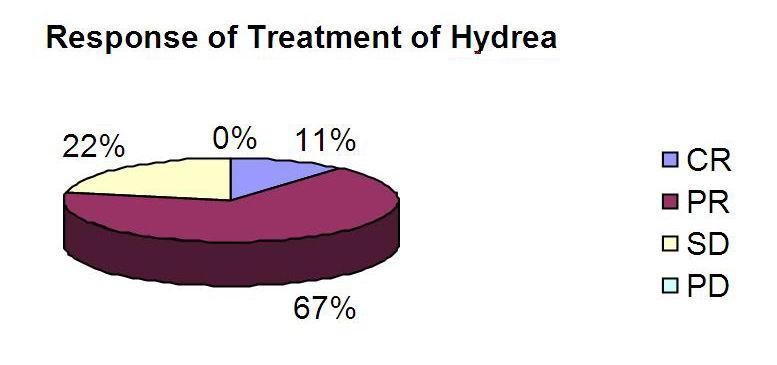 Response of Treatment of Hydrea
22%
0%
11%
67%
CR
PR
SD
PD